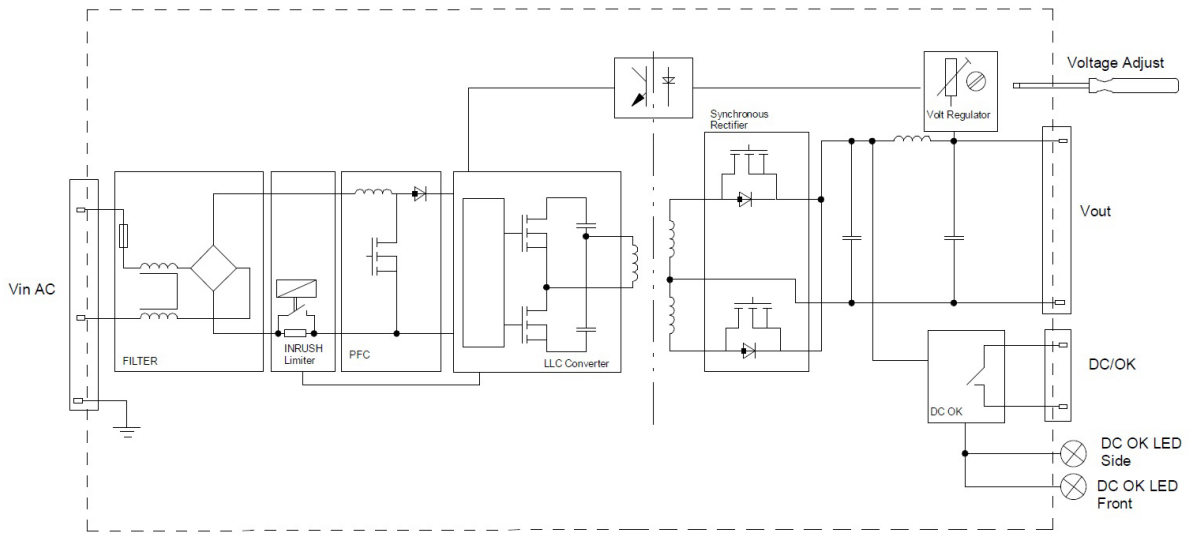 Voltage Adjust
Volt Regulator
Synchronous
Rectifier
Vout
Vin AC
FILTER
INRUSH
Limiter
PFC
LLC Converter
DC/OK
DC OK
DC OK LED
Side
DC OK LED
Front